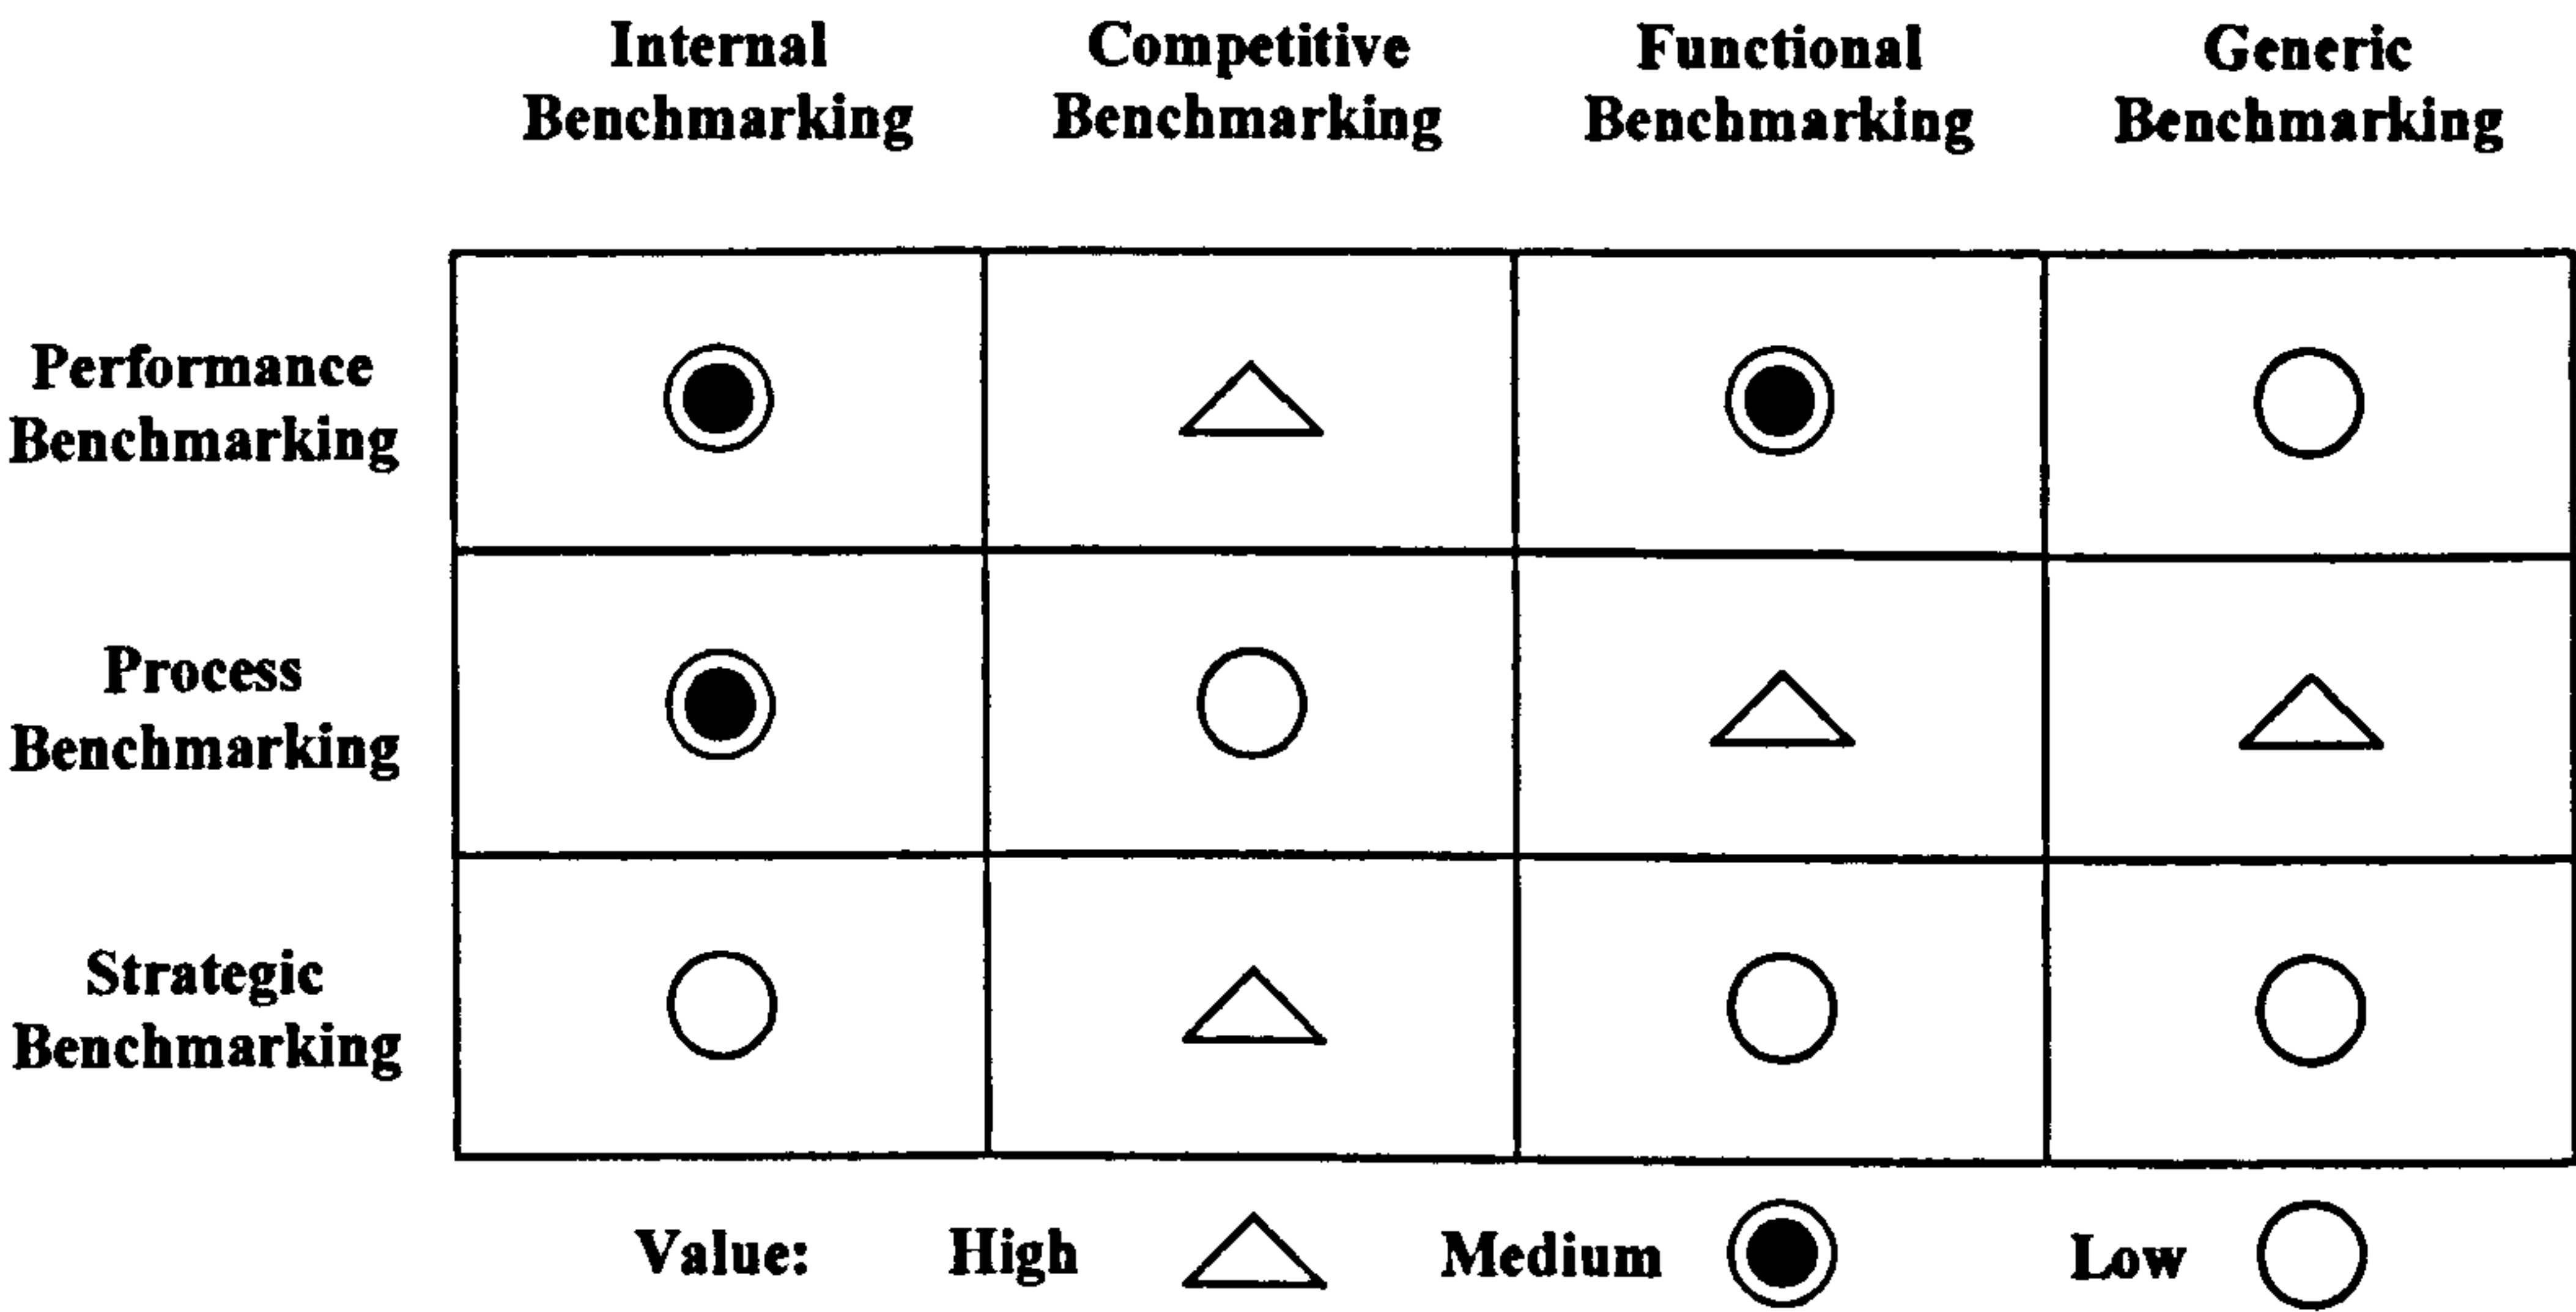 Internal Benchmarking
Competitive Benchmarking
Functional Benchmarking
Generic Benchmarking
Performance Benchmarking
Process Benchmarking
Strategic Benchmarking
Value: High Medium Low